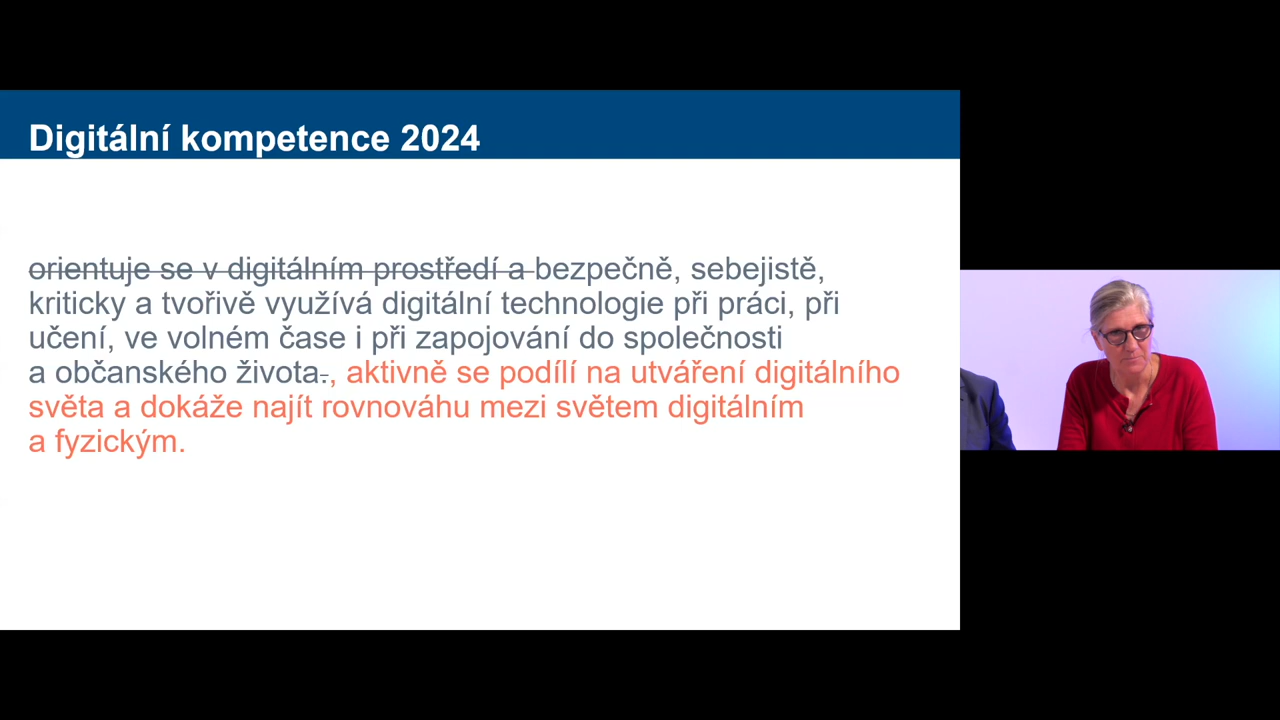 Digitální kompetence 2024
orientuje se v digitálním prostředí a bezpečně, sebejistě,
kriticky a tvořivě využívá digitální technologie při práci, při
učení, ve volném čase i při zapojování do společnosti
a občanského života., aktivně se podílí na utváření digitálního
světa a dokáže najít rovnováhu mezi světem digitálním
a fyzickým.